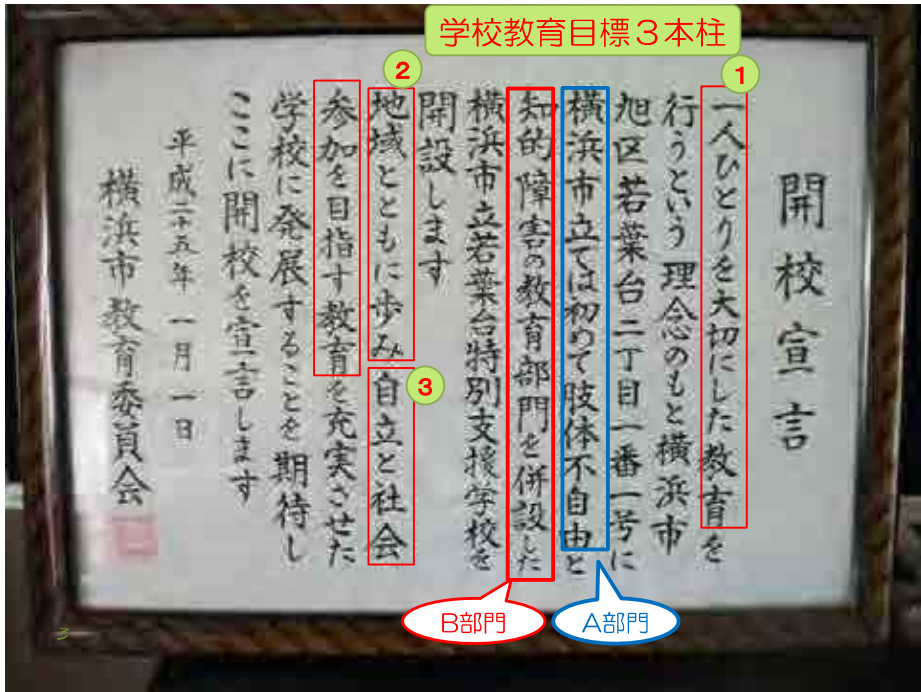 学校教育目標3本柱
1
2
3
開校宣言
一人ひとりを大切にした教育を
行うという理念のもと横浜市
旭区若葉台二丁目一番一号に
横浜市立では初めて肢体不自由と
知的障害の教育部門を併設した
横浜市立若葉台特別支援学校を
開設します
地域とともに歩み自立と社会
参加を目指す教育を充実させた
学校に発展することを期待し
ここに開校を宣言します
平成二十五年一月一日
横浜市教育委員会
B部門
A部門
3